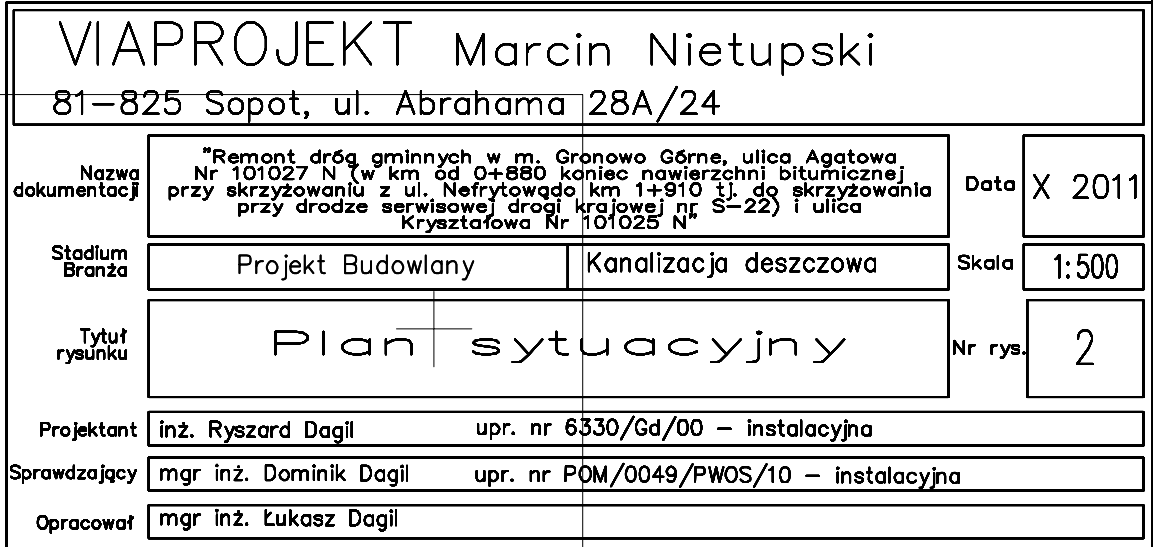 VIAPROJEKT Marcin Nietupski
81-825 Sopot, ul. Abrahama 28A/24
Nazwa dokumentacji
"Remont dróg gminnych w m. Gronowo Górne, ulica Agatowa
Nr 101027 N (w km od 0+880 koniec nawierzchni bitumicznej
przy skrzyżowaniu z ul. Nefrytowądo km 1+910 tj. do skrzyżowania
przy drodze serwisowej drogi krajowej nr S-22) i ulica
Kryształowa Nr 101025 N"
Data X 2011
Stadium
Branża
Projekt Budowlany Kanalizacja deszczowa Skala 1:500
Tytuł
rysunku
Plan sytuacyjny Nr rys. 2
Projektant inż. Ryszard Dagil upr. nr 6330/Gd/00 - instalacyjna
Sprawdzający mgr inż. Dominik Dagil upr. nr POM/0049/PWOS/10 - instalacyjna
Opracował mgr inż. Łukasz Dagil